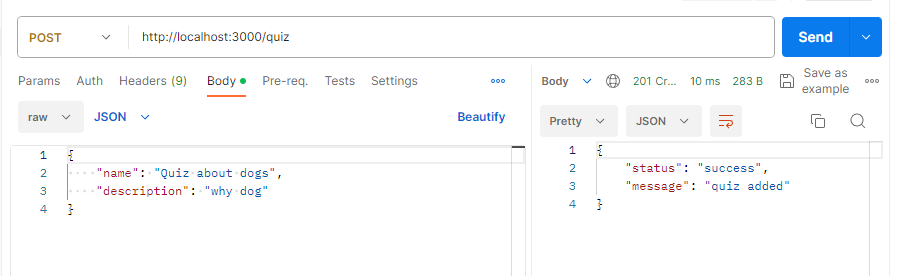 POST http://localhost:3000/quiz Send
Params Auth Headers (9) Body Pre-req. Tests Settings
Body 201 Cr... 10 ms 283 B Save as example
raw JSON Beautify
Pretty JSON
1 {
2 "name": "Quiz about dogs",
3 "description": "why dog"
4 }
1 {
2 "status": "success",
3 "message": "quiz added"
4 }